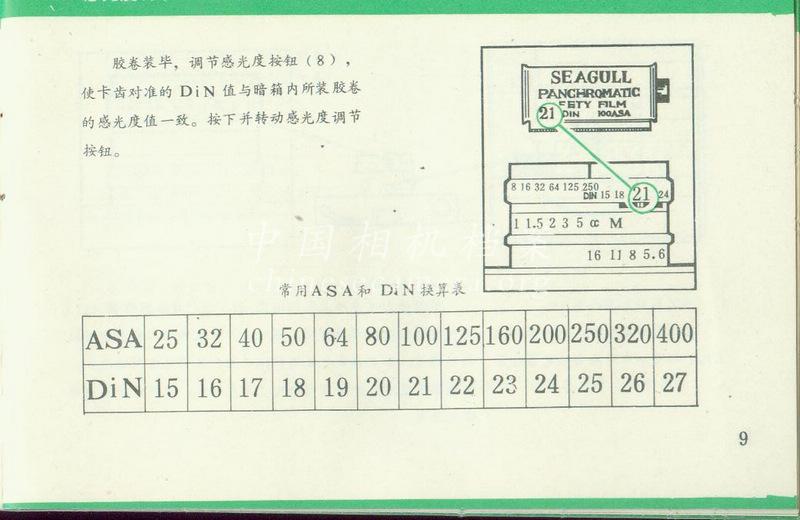 胶卷装毕，调节感光度按钮（8），
使卡齿对准的 DiN 值与暗箱内所装胶卷
的感光度值一致。按下并转动感光度调节
按钮。
SEAGULL
PANCHROMATIC
FETY FILM
21 DIN 100ASA
8 16 32 64 125 250 DIN 15 18 21 24
1 1.5 2 3 5 ∝ M
16 11 8 5.6
中国相机档案
常用ASA和 DiN 换算表
ASA 25 32 40 50 64 80 100 125 160 200 250 320 400
DiN 15 16 17 18 19 20 21 22 23 24 25 26 27
9